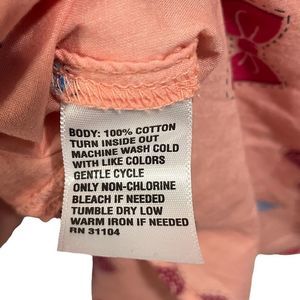 BODY: 100% COTTON
TURN INSIDE OUT
MACHINE WASH COLD
WITH LIKE COLORS
GENTLE CYCLE
ONLY NON-CHLORINE
BLEACH IF NEEDED
TUMBLE DRY LOW
WARM IRON IF NEEDED
RN 31104